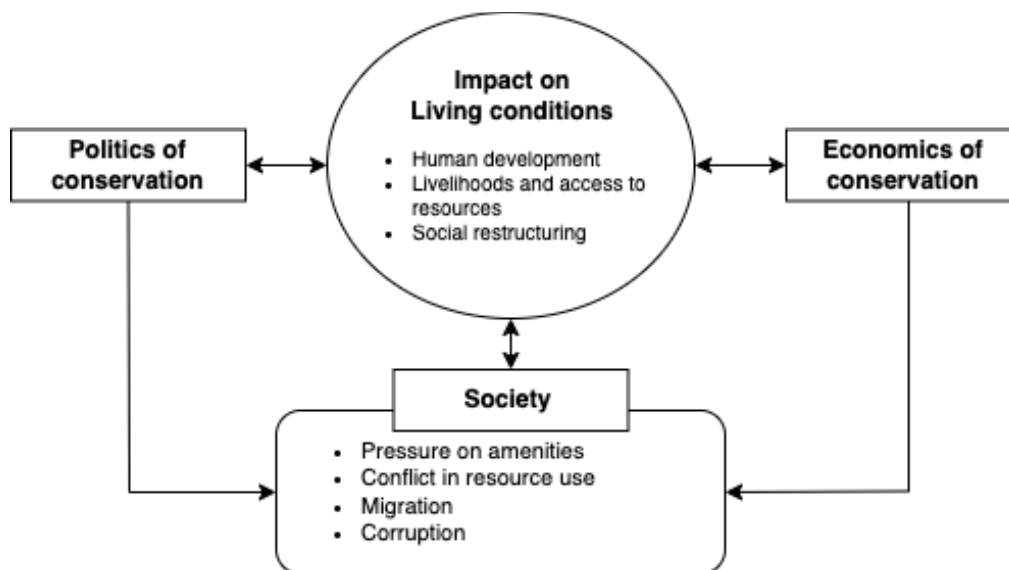 Impact on
Living conditions
• Human development
• Livelihoods and access to
resources
• Social restructuring
Politics of
conservation
Economics of
conservation
Society
• Pressure on amenities
• Conflict in resource use
• Migration
• Corruption